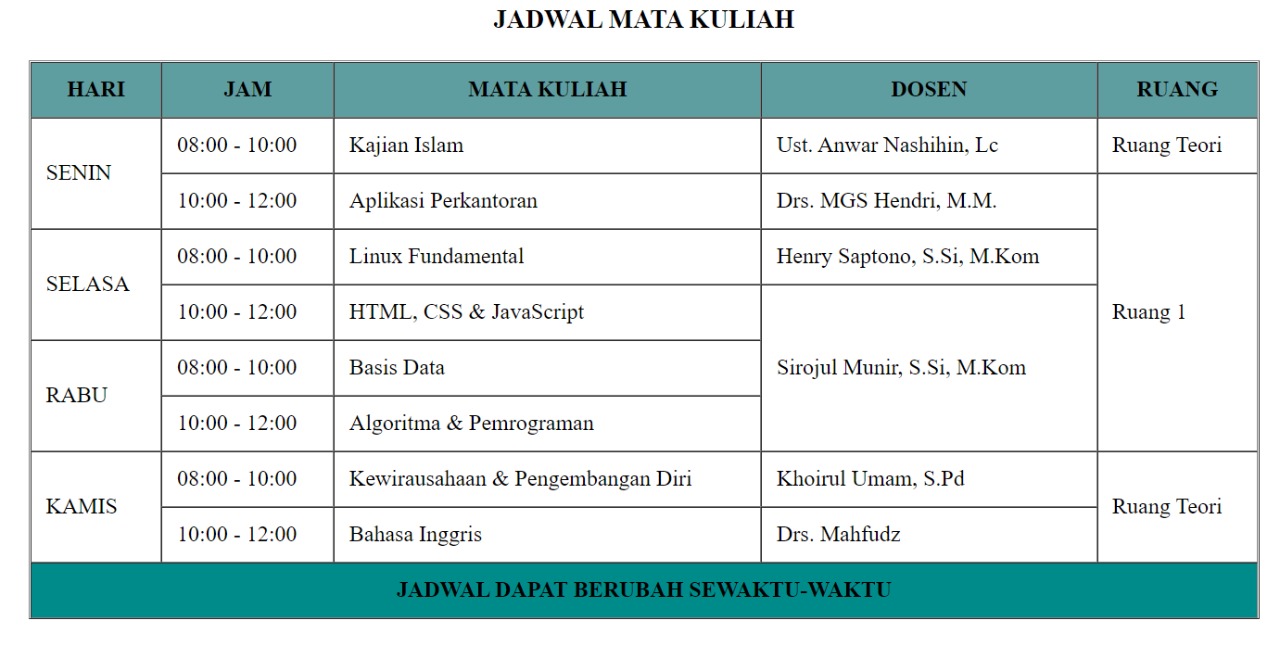 JADWAL MATA KULIAH
HARI JAM MATA KULIAH DOSEN RUANG
SENIN 08:00 - 10:00 Kajian Islam Ust. Anwar Nashihin, Lc Ruang Teori
10:00 - 12:00 Aplikasi Perkantoran Drs. MGS Hendri, M.M. Ruang 1
SELASA 08:00 - 10:00 Linux Fundamental Henry Saptono, S.Si, M.Kom
10:00 - 12:00 HTML, CSS & JavaScript Sirojul Munir, S.Si, M.Kom
RABU 08:00 - 10:00 Basis Data
10:00 - 12:00 Algoritma & Pemrograman
KAMIS 08:00 - 10:00 Kewirausahaan & Pengembangan Diri Khoirul Umam, S.Pd Ruang Teori
10:00 - 12:00 Bahasa Inggris Drs. Mahfudz
JADWAL DAPAT BERUBAH SEWAKTU-WAKTU